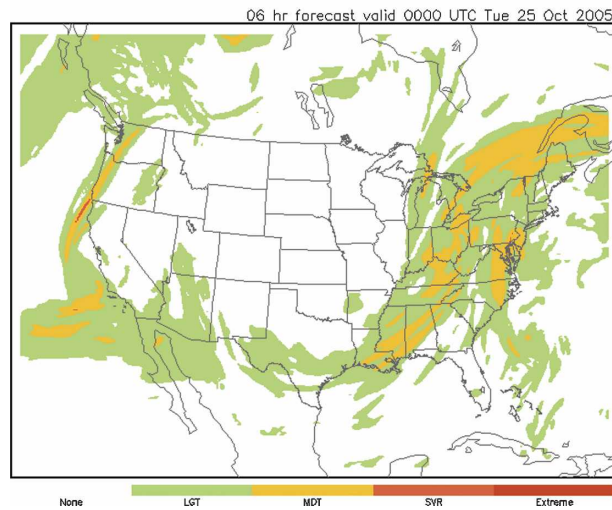 06 hr forecast valid 0000 UTC Tue 25 Oct 2005
None LGT MDT SVR Extreme